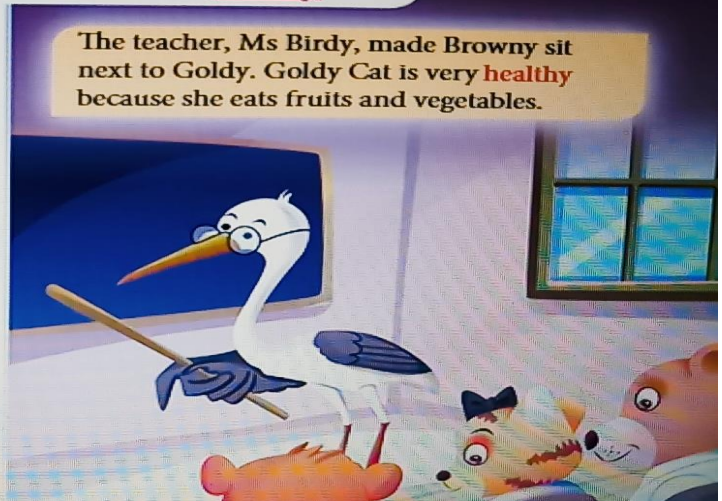 The teacher, Ms Birdy, made Browny sit
next to Goldy. Goldy Cat is very healthy
because she eats fruits and vegetables.